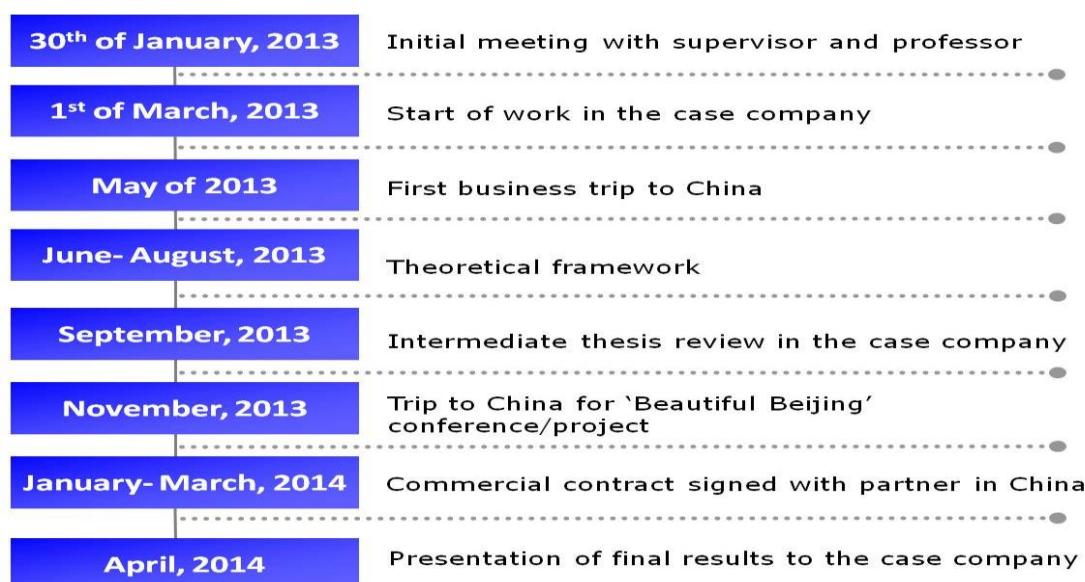 30th of January, 2013
Initial meeting with supervisor and professor
1st of March, 2013
Start of work in the case company
May of 2013
First business trip to China
June- August, 2013
Theoretical framework
September, 2013
Intermediate thesis review in the case company
November, 2013
Trip to China for ‘Beautiful Beijing’
conference/project
January- March, 2014
Commercial contract signed with partner in China
April, 2014
Presentation of final results to the case company